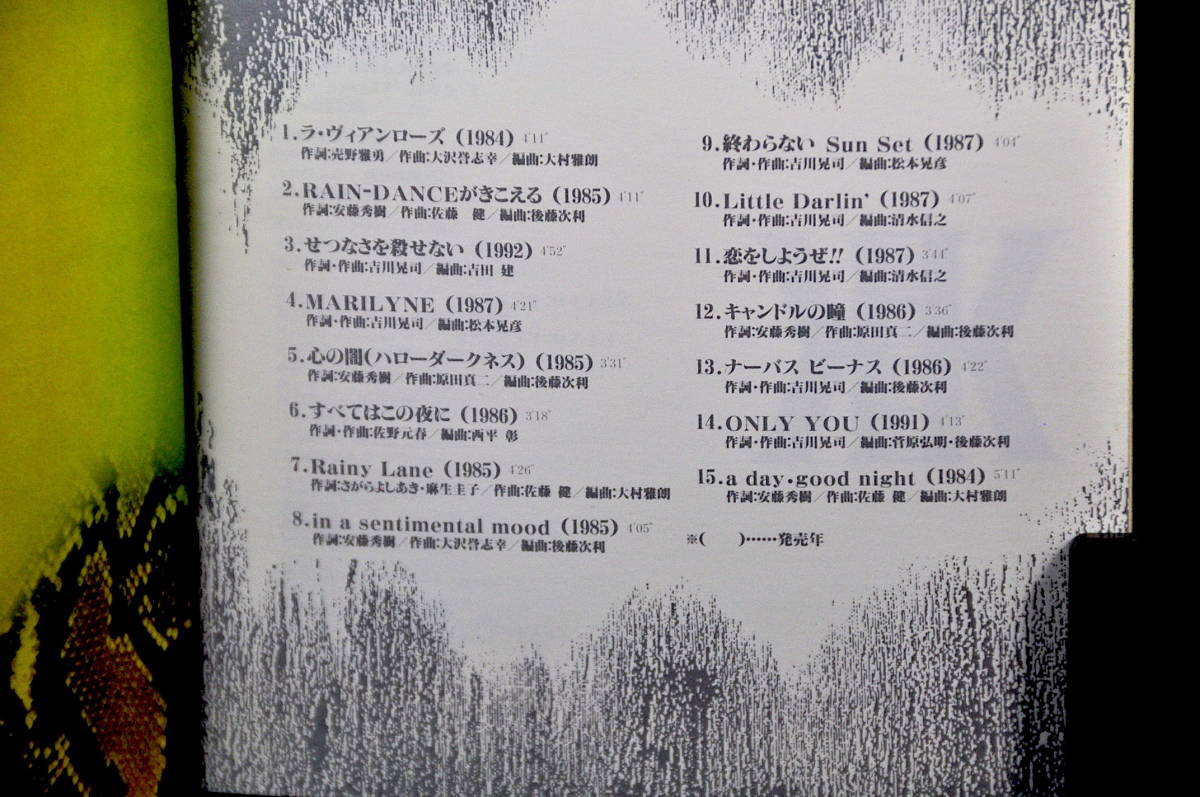 1.ラ・ヴィアンローズ (1984) 4'11"
作詞:売野雅勇/作曲:大沢誉志幸/編曲:大村雅朗
2.RAIN-DANCEがきこえる (1985) 4'11"
作詞:安藤秀樹/作曲:佐藤 健/編曲:後藤次利
3.せつなさを殺せない (1992) 4'52"
作詞・作曲:吉川晃司/編曲:吉田 建
4.MARILYNE (1987) 4'21"
作詞・作曲:吉川晃司/編曲:松本晃彦
5.心の闇(ハローダークネス) (1985) 3'31"
作詞:安藤秀樹/作曲:原田真二/編曲:後藤次利
6.すべてはこの夜に (1986) 3'18"
作詞・作曲:佐野元春/編曲:西平 彰
7.Rainy Lane (1985) 4'26"
作詞:さがらよしあき・麻生圭子/作曲:佐藤 健/編曲:大村雅朗
8.in a sentimental mood (1985) 4'05"
作詞:安藤秀樹/作曲:大沢誉志幸/編曲:後藤次利
9.終わらない Sun Set (1987) 4'04"
作詞・作曲:吉川晃司/編曲:松本晃彦
10.Little Darlin' (1987) 4'07"
作詞・作曲:吉川晃司/編曲:清水信之
11.恋をしようぜ!! (1987) 3'44"
作詞・作曲:吉川晃司/編曲:清水信之
12.キャンドルの瞳 (1986) 3'36"
作詞:安藤秀樹/作曲:原田真二/編曲:後藤次利
13.ナーバス ビーナス (1986) 4'22"
作詞・作曲:吉川晃司/編曲:後藤次利
14.ONLY YOU (1991) 4'13"
作詞・作曲:吉川晃司/編曲:菅原弘明・後藤次利
15.a day・good night (1984) 5'11"
作詞:安藤秀樹/作曲:佐藤 健/編曲:大村雅朗
※( )……発売年